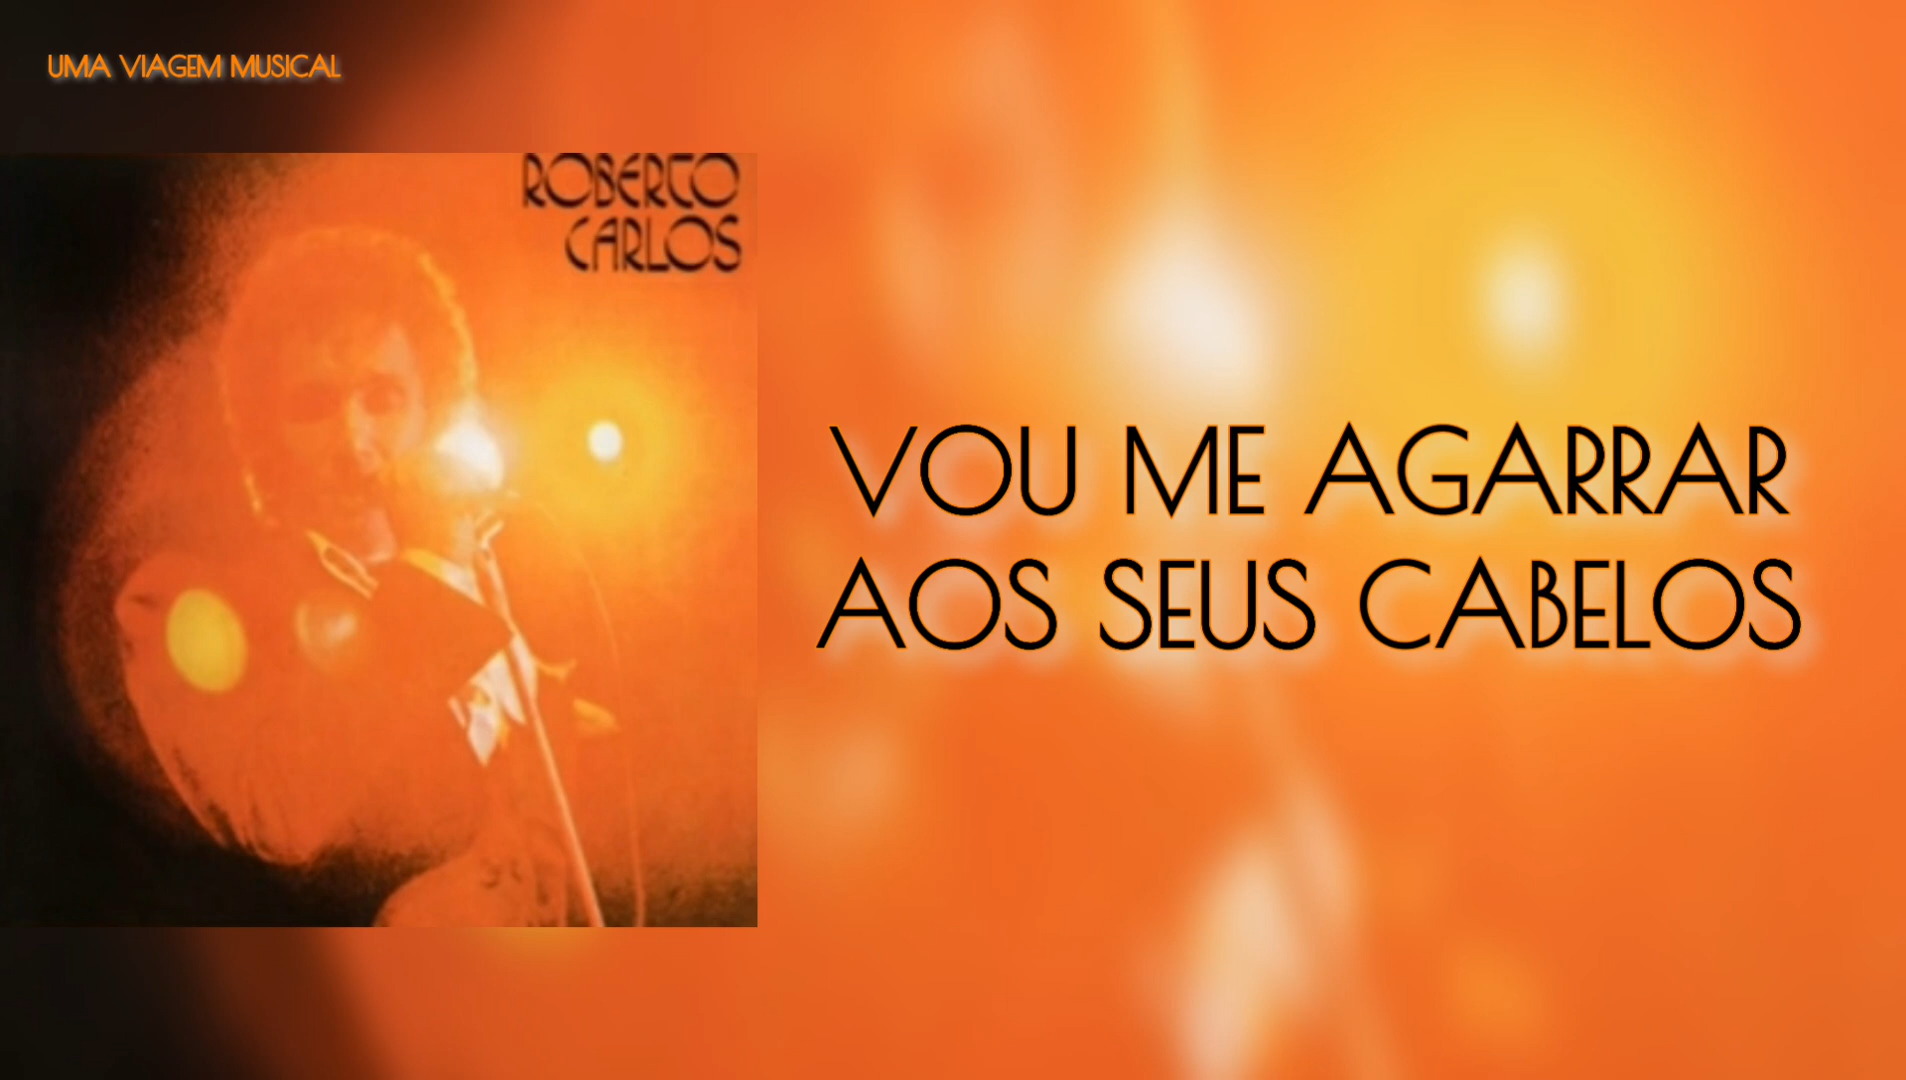 UMA VIAGEM MUSICAL
ROBERTO
CARLOS
VOU ME AGARRAR
AOS SEUS CABELOS